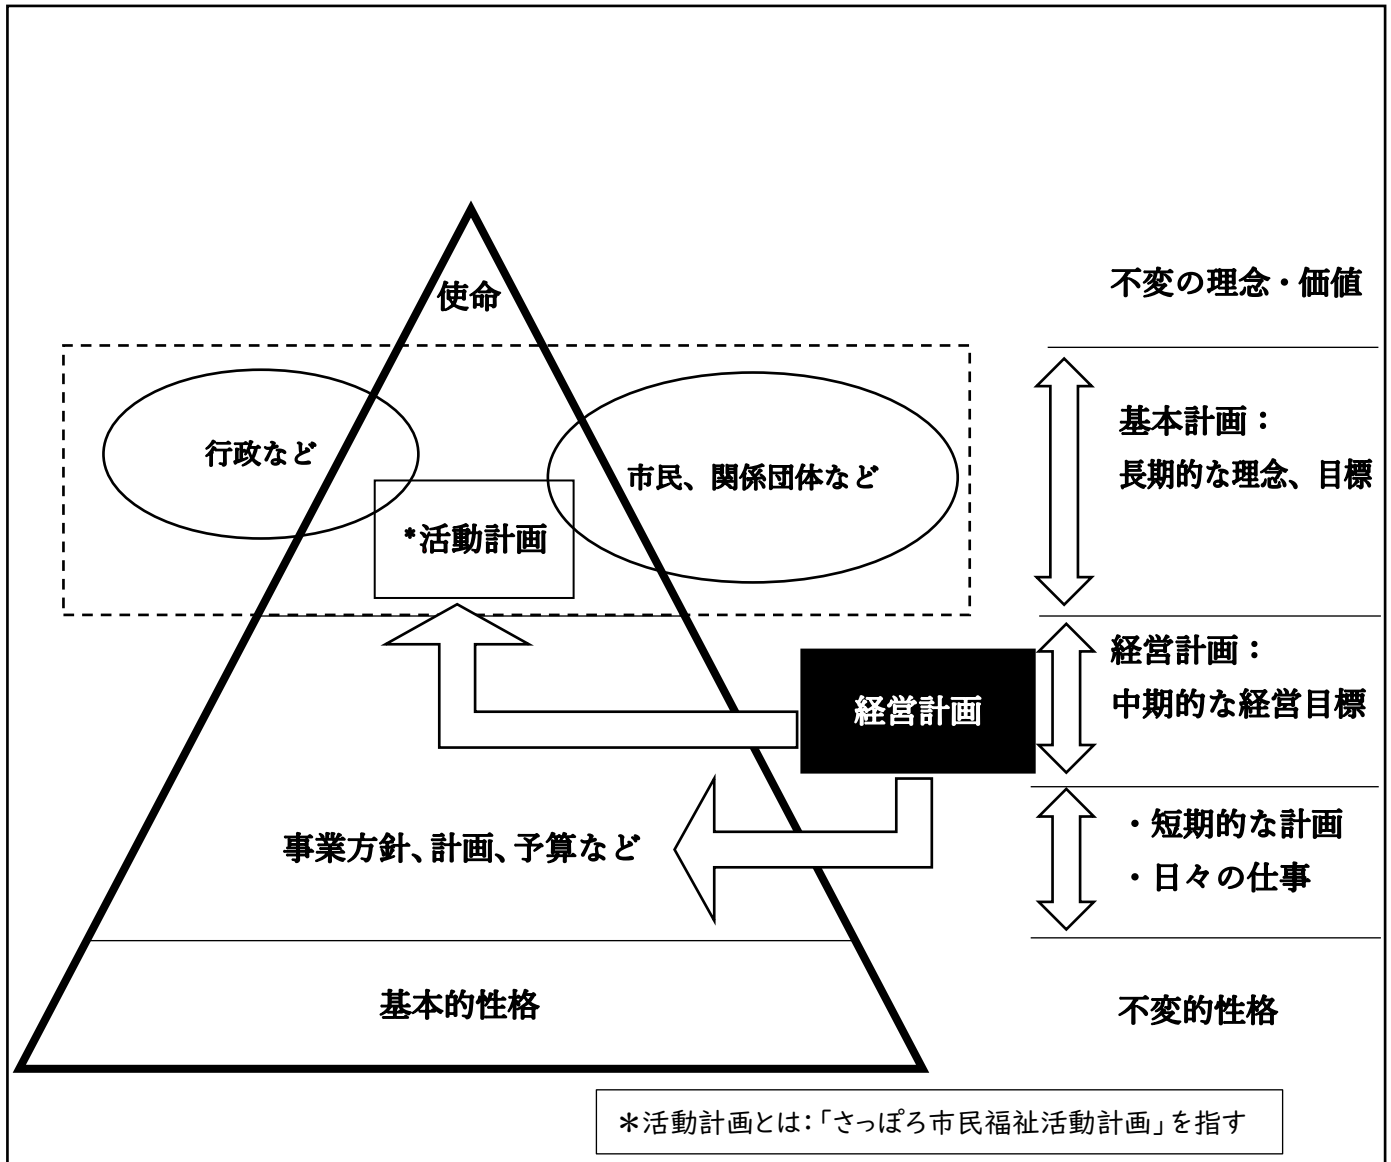 使命
不変の理念・価値
行政など
市民、関係団体など
*活動計画
基本計画：
長期的な理念、目標
経営計画
経営計画：
中期的な経営目標
事業方針、計画、予算など
・短期的な計画
・日々の仕事
基本的性格
不変的性格
＊活動計画とは：「さっぽろ市民福祉活動計画」を指す